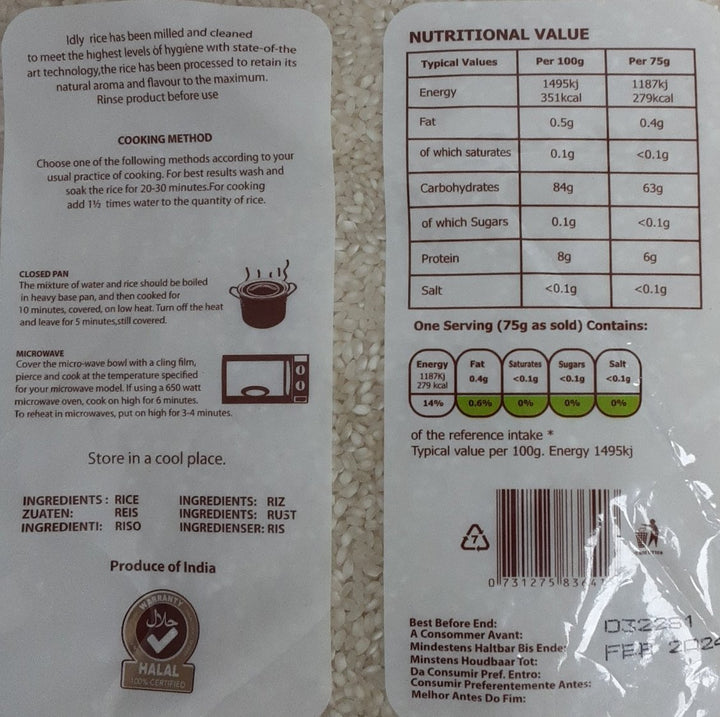 Idly rice has been milled and cleaned
to meet the highest levels of hygiene with state-of-the
art technology,the rice has been processed to retain its
natural aroma and flavour to the maximum.
Rinse product before use
COOKING METHOD
Choose one of the following methods according to your
usual practice of cooking. For best results wash and
soak the rice for 20-30 minutes.For cooking
add 1½ times water to the quantity of rice.
CLOSED PAN
The mixture of water and rice should be boiled
in heavy base pan, and then cooked for
10 minutes, covered, on low heat. Turn off the heat
and leave for 5 minutes,still covered.
MICROWAVE
Cover the micro-wave bowl with a cling film,
pierce and cook at the temperature specified
for your microwave model. If using a 650 watt
microwave oven, cook on high for 6 minutes.
To reheat in microwaves, put on high for 3-4 minutes.
Store in a cool place.
INGREDIENTS : RICE INGREDIENTS: RIZ
ZUATEN: REIS INGREDIENTS: RUST
INGREDIENTI: RISO INGREDIENSER: RIS
Produce of India
WARRANTY
حلال
HALAL
100% CERTIFIED
NUTRITIONAL VALUE
Typical Values Per 100g Per 75g
Energy 1495kj 1187kj
351kcal 279kcal
Fat 0.5g 0.4g
of which saturates 0.1g <0.1g
Carbohydrates 84g 63g
of which Sugars 0.1g <0.1g
Protein 8g 6g
Salt <0.1g <0.1g
One Serving (75g as sold) Contains:
Energy Fat Saturates Sugars Salt
1187Kj 0.4g <0.1g <0.1g <0.1g
279 kcal
14% 0.6% 0% 0% 0%
of the reference intake *
Typical value per 100g. Energy 1495kj
7
0 731275 8364
Best Before End:
A Consommer Avant:
Mindestens Haltbar Bis Ende:
Minstens Houdbaar Tot:
Da Consumir Pref. Entro:
Consumir Preferentemente Antes:
Melhor Antes Do Fim:
FEB 2024